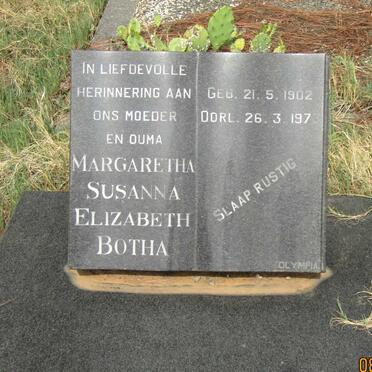 IN LIEFDEVOLLE
HERINNERING AAN
ONS MOEDER
EN OUMA
MARGARETHA
SUSANNA
ELIZABETH
BOTHA
GEB. 21. 5. 1902
OORL. 26. 3.
SLAAP RUSTIG
OLYMPIA